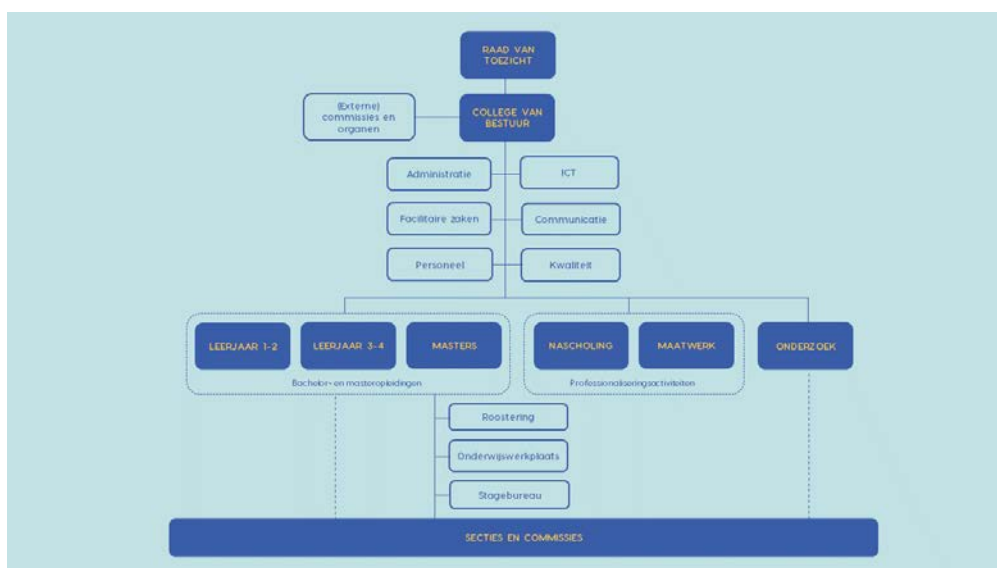 RAAD VAN
TOEZICHT
(Externe)
commissies en
organen
COLLEGE VAN
BESTUUR
Administratie
ICT
Facilitaire zaken
Communicatie
Personeel
Kwaliteit
LEERJAAR 1-2
LEERJAAR 3-4
MASTERS
NASCHOLING
MAATWERK
ONDERZOEK
Bachelor- en masteropleidingen
Professionaliseringsactiviteiten
Roostering
Onderwijswerkplaats
Stagebureau
SECTIES EN COMMISSIES